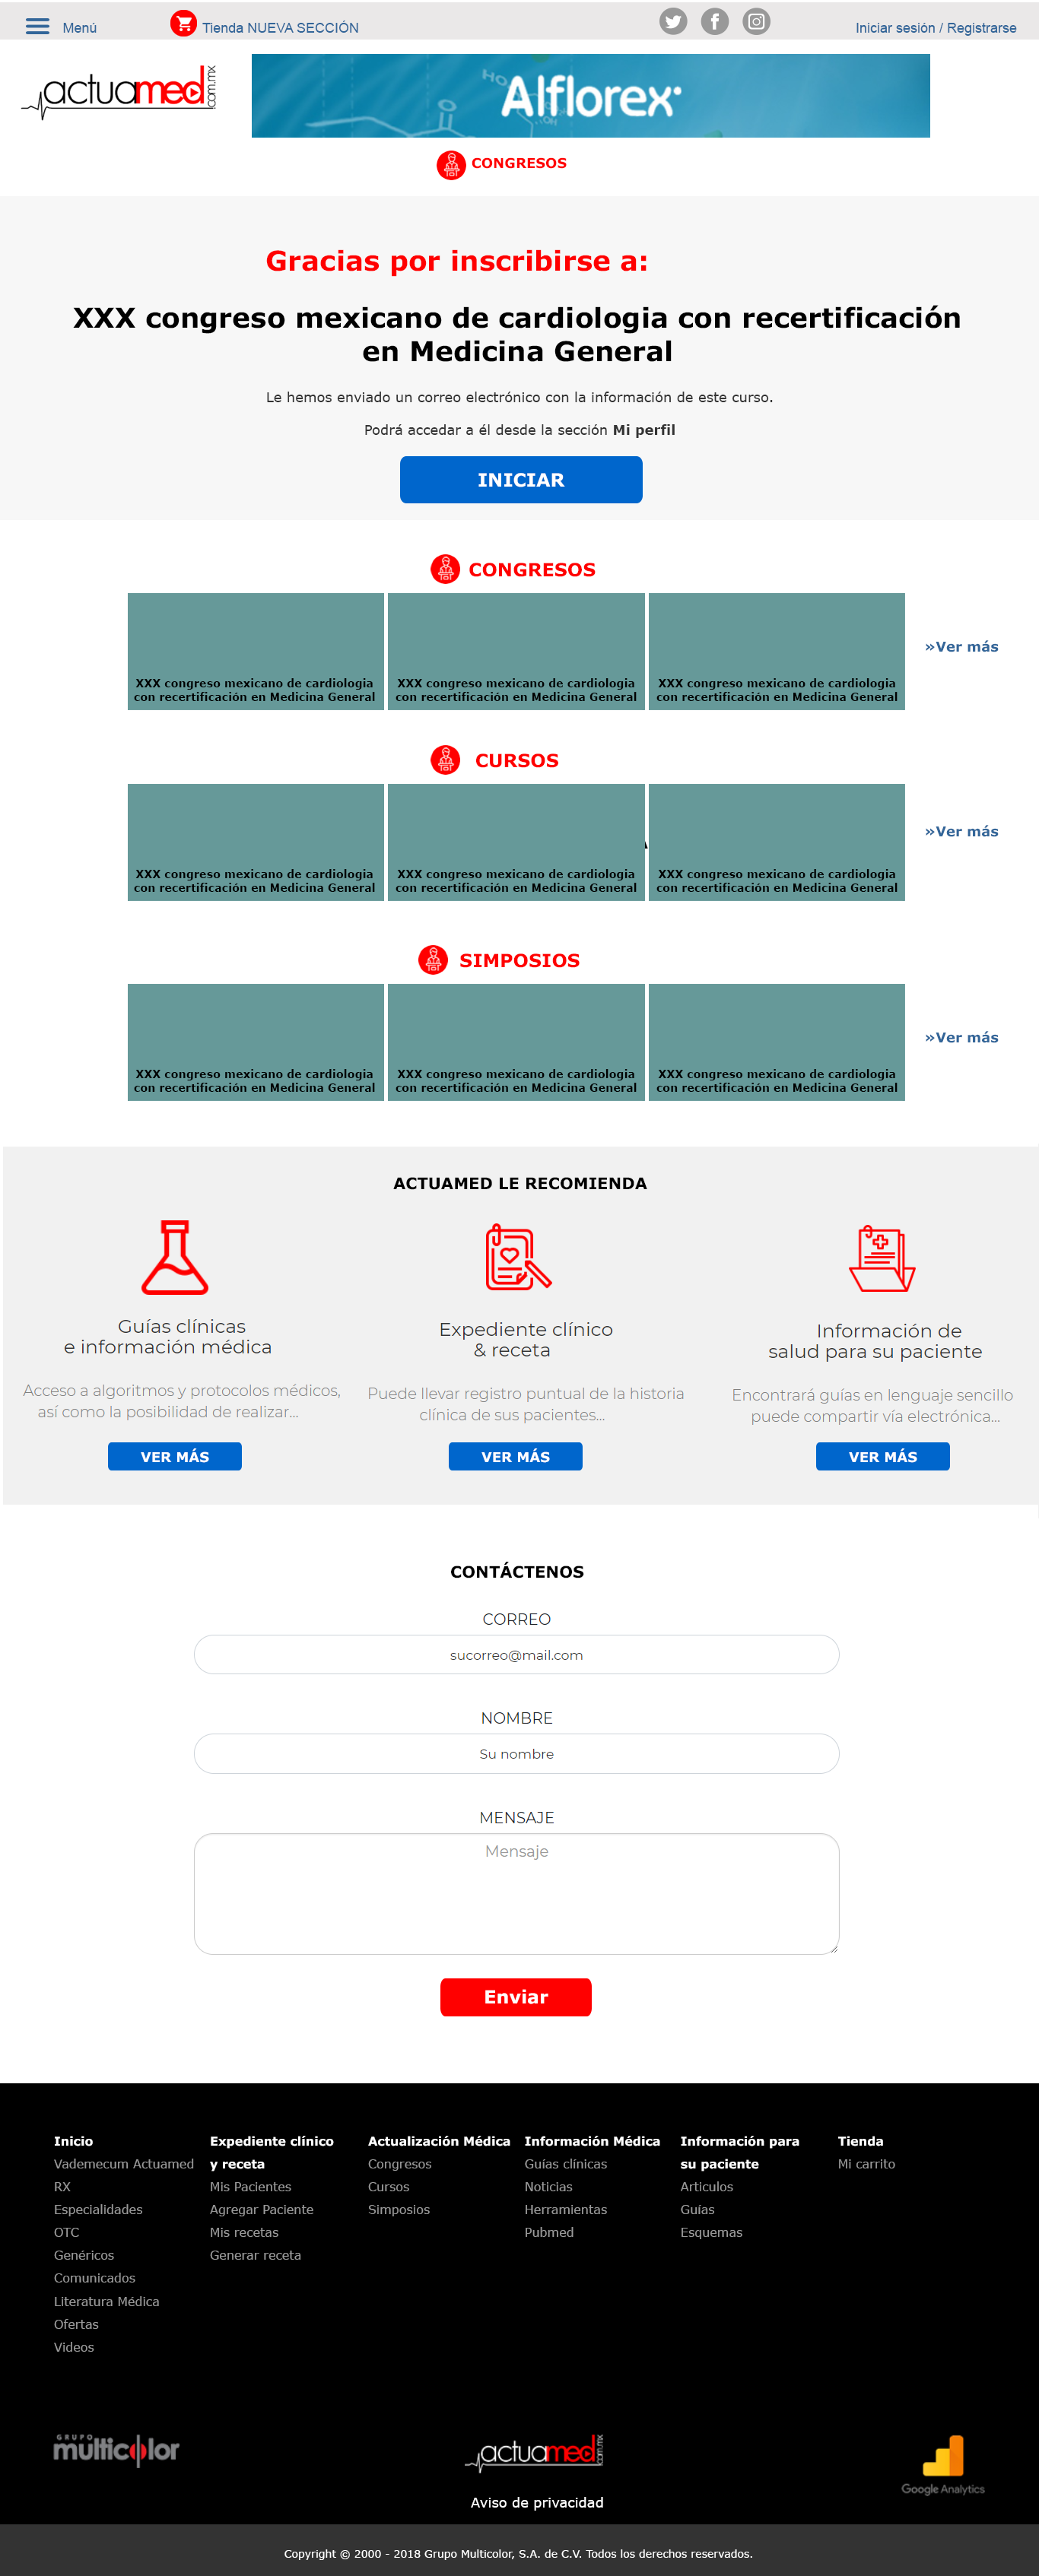 Menú
Tienda NUEVA SECCIÓN
Iniciar sesión / Registrarse
actuamed.com.mx
HO
Alflorex
CONGRESOS
Gracias por inscribirse a:
XXX congreso mexicano de cardiologia con recertificación
en Medicina General
Le hemos enviado un correo electrónico con la información de este curso.
Podrá accedar a él desde la sección Mi perfil
INICIAR
CONGRESOS
XXX congreso mexicano de cardiologia
con recertificación en Medicina General
XXX congreso mexicano de cardiologia
con recertificación en Medicina General
XXX congreso mexicano de cardiologia
con recertificación en Medicina General
»Ver más
CURSOS
XXX congreso mexicano de cardiologia
con recertificación en Medicina General
XXX congreso mexicano de cardiologia
con recertificación en Medicina General
XXX congreso mexicano de cardiologia
con recertificación en Medicina General
»Ver más
SIMPOSIOS
XXX congreso mexicano de cardiologia
con recertificación en Medicina General
XXX congreso mexicano de cardiologia
con recertificación en Medicina General
XXX congreso mexicano de cardiologia
con recertificación en Medicina General
»Ver más
ACTUAMED LE RECOMIENDA
Guías clínicas
e información médica
Acceso a algoritmos y protocolos médicos,
así como la posibilidad de realizar...
VER MÁS
Expediente clínico
& receta
Puede llevar registro puntual de la historia
clínica de sus pacientes...
VER MÁS
Información de
salud para su paciente
Encontrará guías en lenguaje sencillo
puede compartir vía electrónica...
VER MÁS
CONTÁCTENOS
CORREO
sucorreo@mail.com
NOMBRE
Su nombre
MENSAJE
Mensaje
Enviar
Inicio
Vademecum Actuamed
RX
Especialidades
OTC
Genéricos
Comunicados
Literatura Médica
Ofertas
Videos
Expediente clínico
y receta
Mis Pacientes
Agregar Paciente
Mis recetas
Generar receta
Actualización Médica
Congresos
Cursos
Simposios
Información Médica
Guías clínicas
Noticias
Herramientas
Pubmed
Información para
su paciente
Articulos
Guías
Esquemas
Tienda
Mi carrito
GRUPO
multicolor
actuamed.com.mx
Google Analytics
Aviso de privacidad
Copyright © 2000 - 2018 Grupo Multicolor, S.A. de C.V. Todos los derechos reservados.